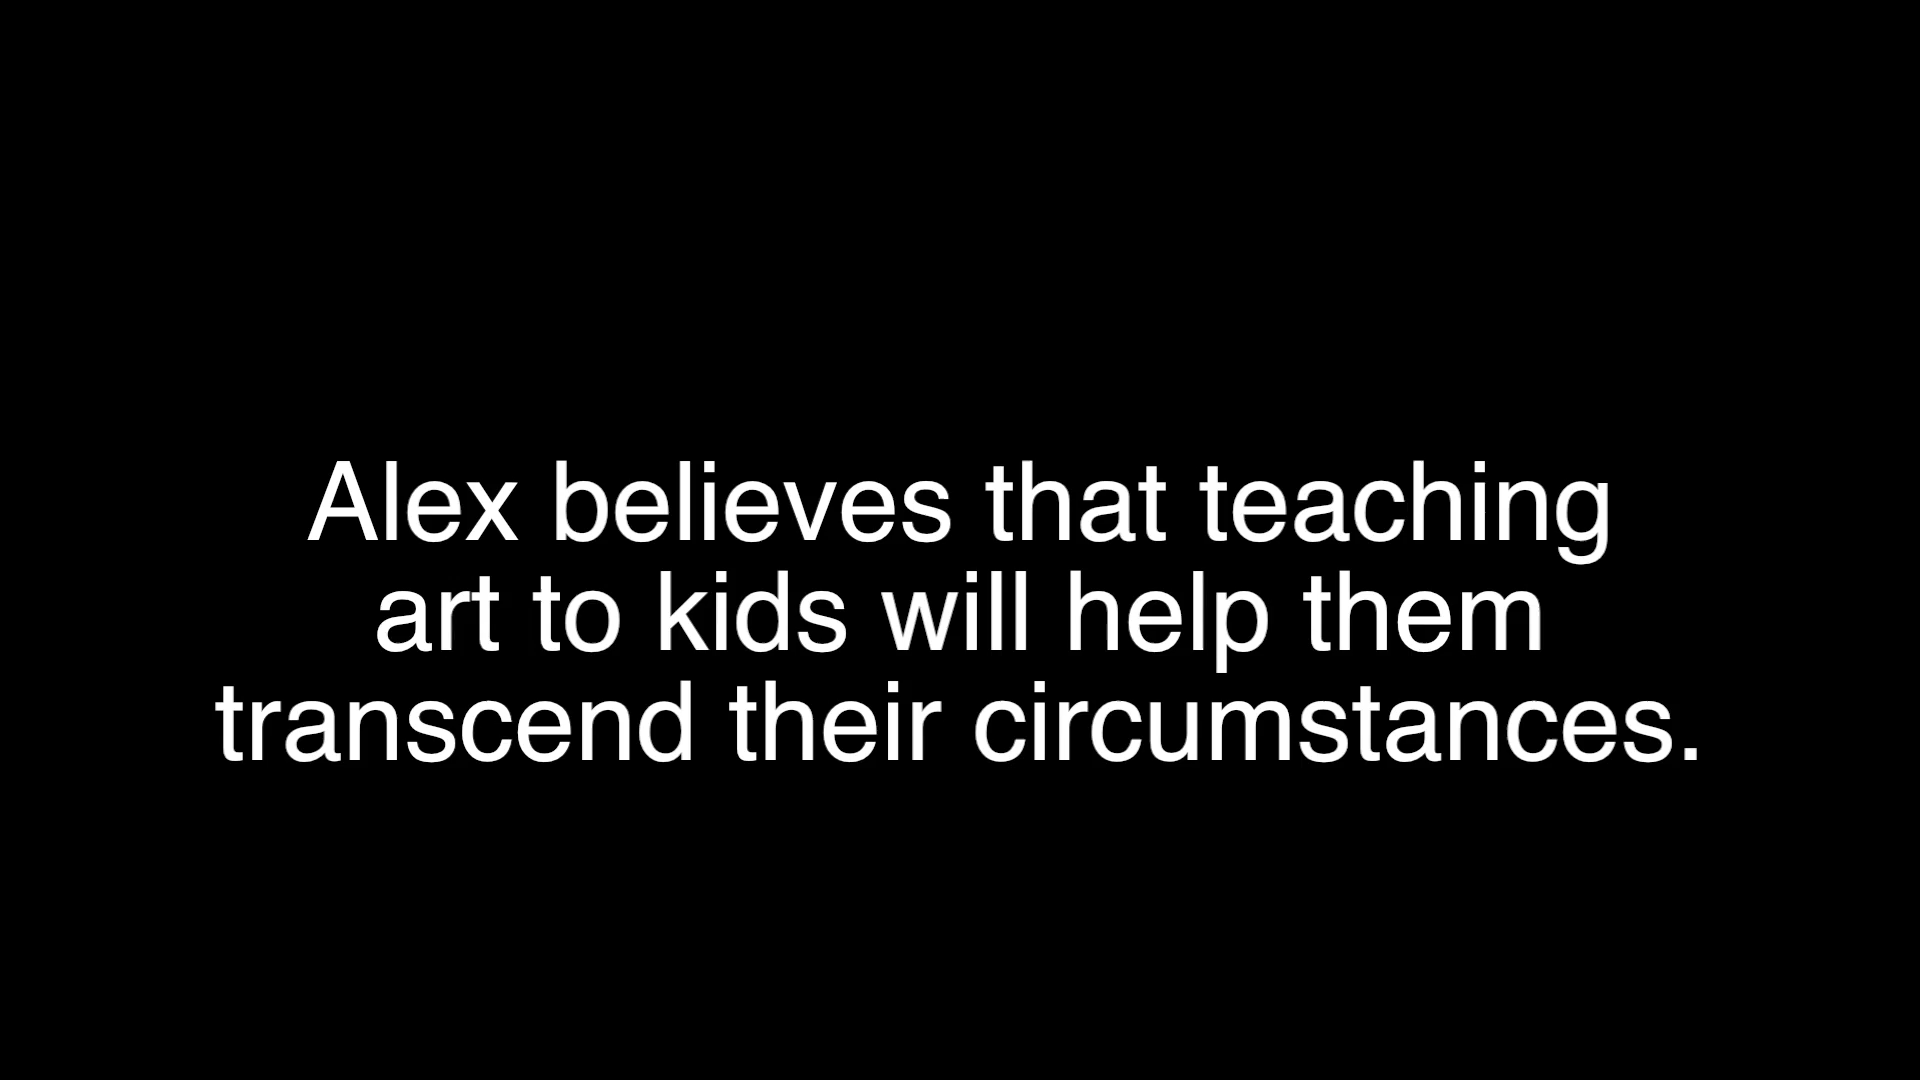 Alex believes that teaching
art to kids will help them
transcend their circumstances.